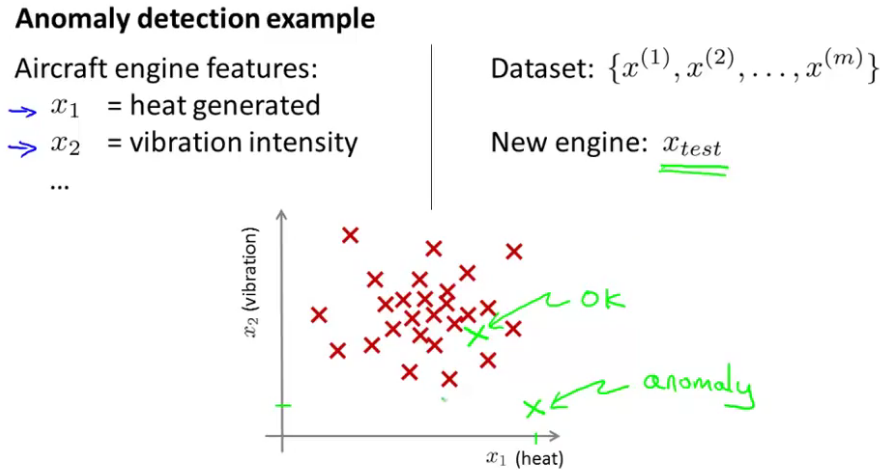 Anomaly detection example
Aircraft engine features:
→ x₁ = heat generated
→ x₂ = vibration intensity
...
Dataset: {x⁽¹⁾, x⁽²⁾, . . . , x⁽ᵐ⁾}
New engine: x_test
x₂ (vibration)
OK
anomaly
x₁ (heat)